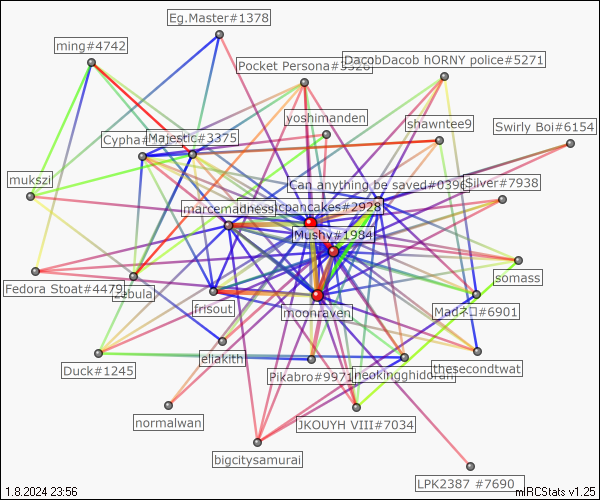 Eg.Master#1378
ming#4742
Pocket Persona#3328
DacobDacob hORNY police#5271
yoshimanden
shawntee9
Swirly Boi#6154
Majestic#3375
mukszi
Can anything be saved#039
Silver#7938
marcemadness
pancakes#2928
Mushy#1984
Fedora Stoat#4479
zebula
frisout
moonraven
somass
Madネコ#6901
eliakith
Duck#1245
Pikabro#9971
neokingghidorah
thesecondtwat
normalwan
JKOUYH VIII#7034
bigcitysamurai
LPK2387 #7690
1.8.2024 23:56
mIRCStats v1.25